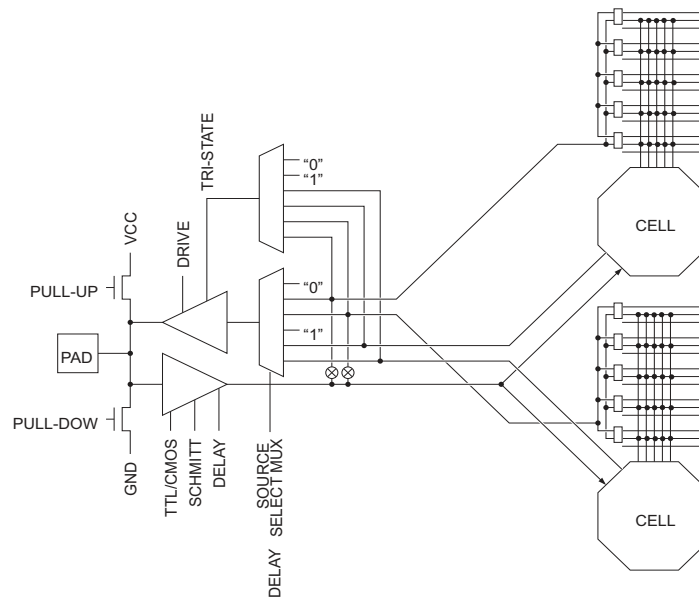 TRI-STATE
"0"
"1"
VCC
DRIVE
CELL
PULL-UP
"0"
"1"
PAD
PULL-DOW
GND
TTL/CMOS
SCHMITT
DELAY
SOURCE
SELECT MUX
DELAY
CELL